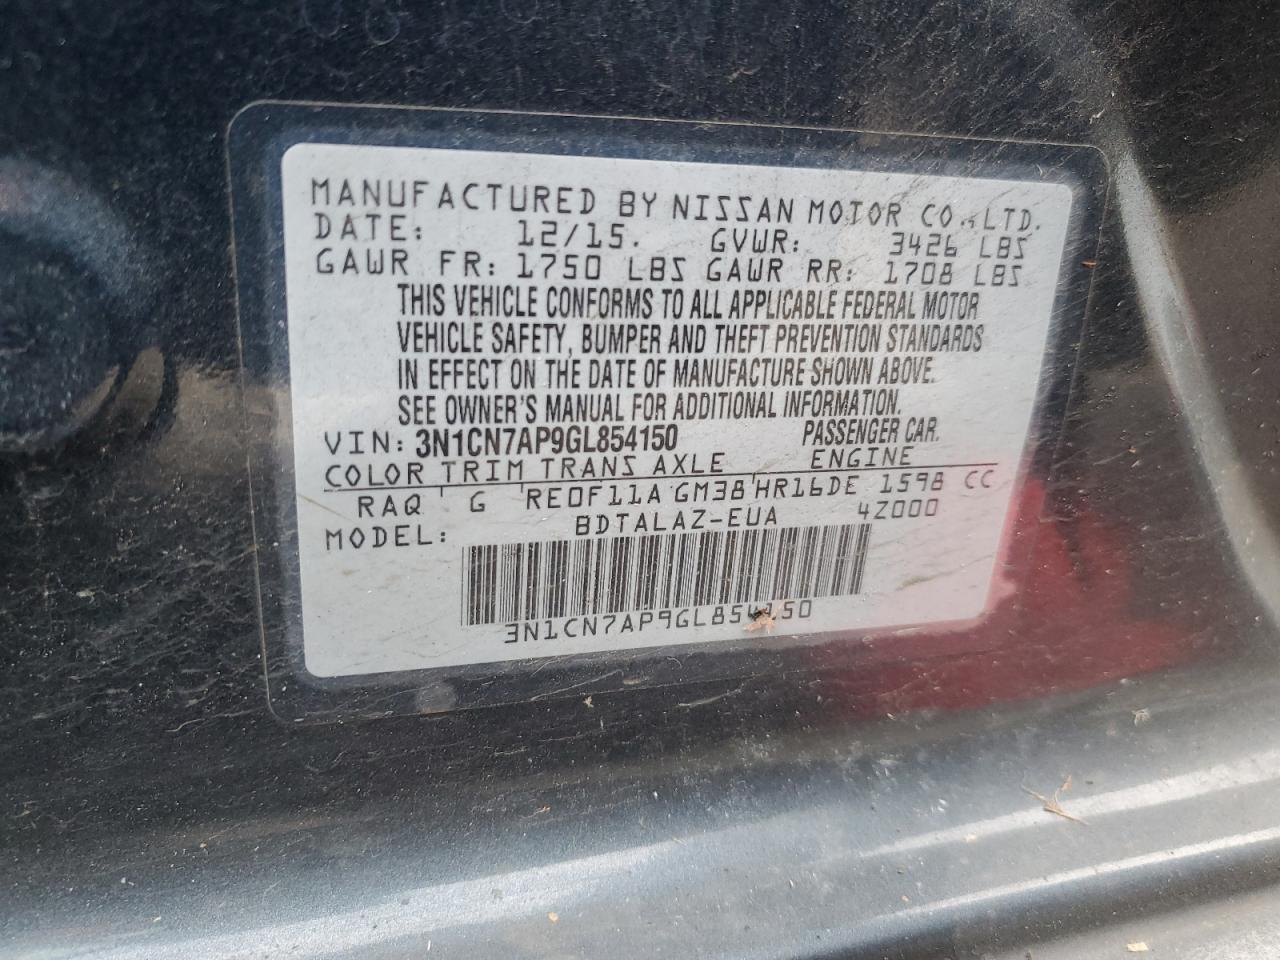 MANUFACTURED BY NISSAN MOTOR CO., LTD.
DATE: 12/15. GVWR: 3426 LBS
GAWR FR: 1750 LBS GAWR RR: 1708 LBS
THIS VEHICLE CONFORMS TO ALL APPLICABLE FEDERAL MOTOR
VEHICLE SAFETY, BUMPER AND THEFT PREVENTION STANDARDS
IN EFFECT ON THE DATE OF MANUFACTURE SHOWN ABOVE.
SEE OWNER'S MANUAL FOR ADDITIONAL INFORMATION.
VIN: 3N1CN7AP9GL854150 PASSENGER CAR.
COLOR TRIM TRANS AXLE ENGINE
RAQ G RE0F11A GM38 HR16DE 1598 CC
MODEL: BDTALAZ-EUA 4Z000
3N1CN7AP9GL854150